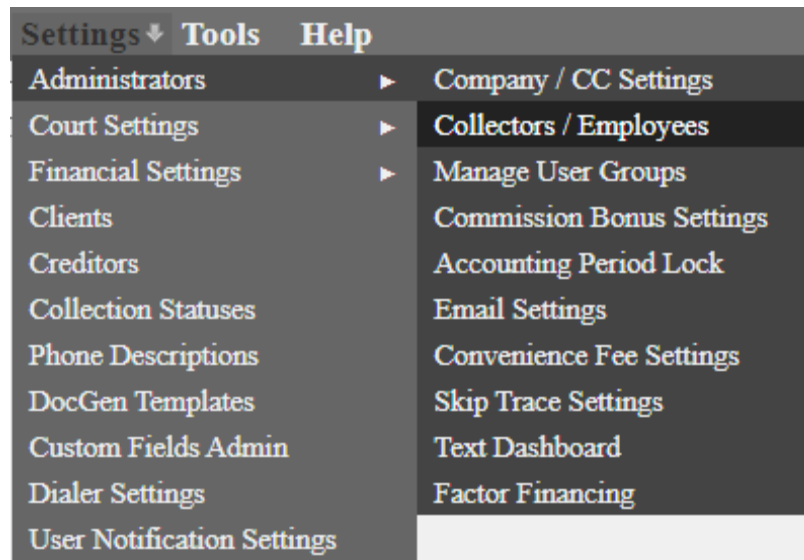 Settings Tools Help
Administrators
Court Settings
Financial Settings
Clients
Creditors
Collection Statuses
Phone Descriptions
DocGen Templates
Custom Fields Admin
Dialer Settings
User Notification Settings
Company / CC Settings
Collectors / Employees
Manage User Groups
Commission Bonus Settings
Accounting Period Lock
Email Settings
Convenience Fee Settings
Skip Trace Settings
Text Dashboard
Factor Financing